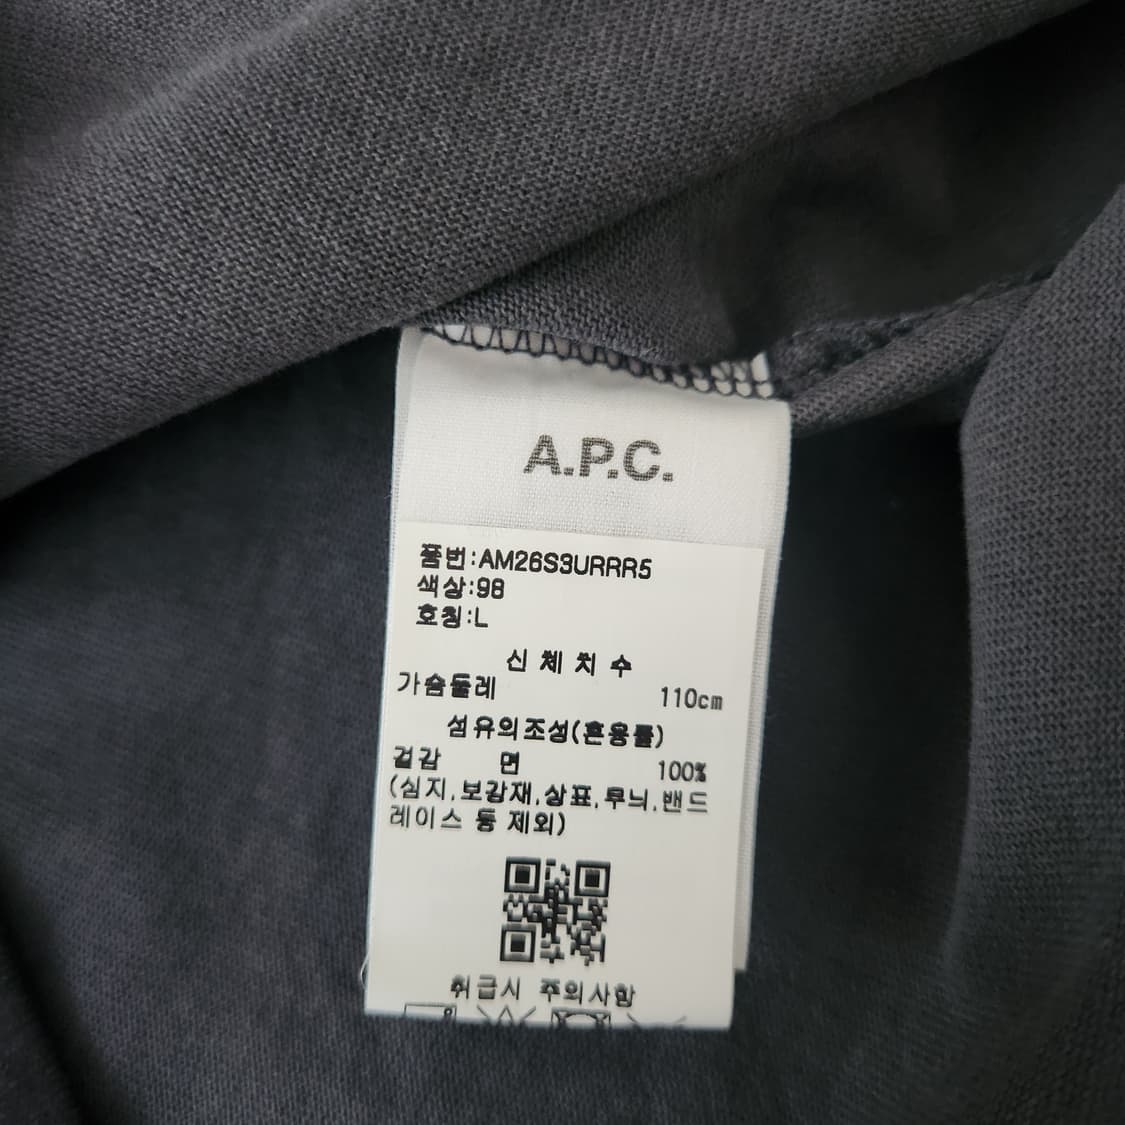 A.P.C.
품번:AM26S3URRR5
색상:98
호칭:L
신체치수
가슴둘레 110cm
섬유의조성(혼용률)
겉감 면 100%
(심지,보강재,상표,무늬,밴드
레이스 등 제외)
취급시 주의사항